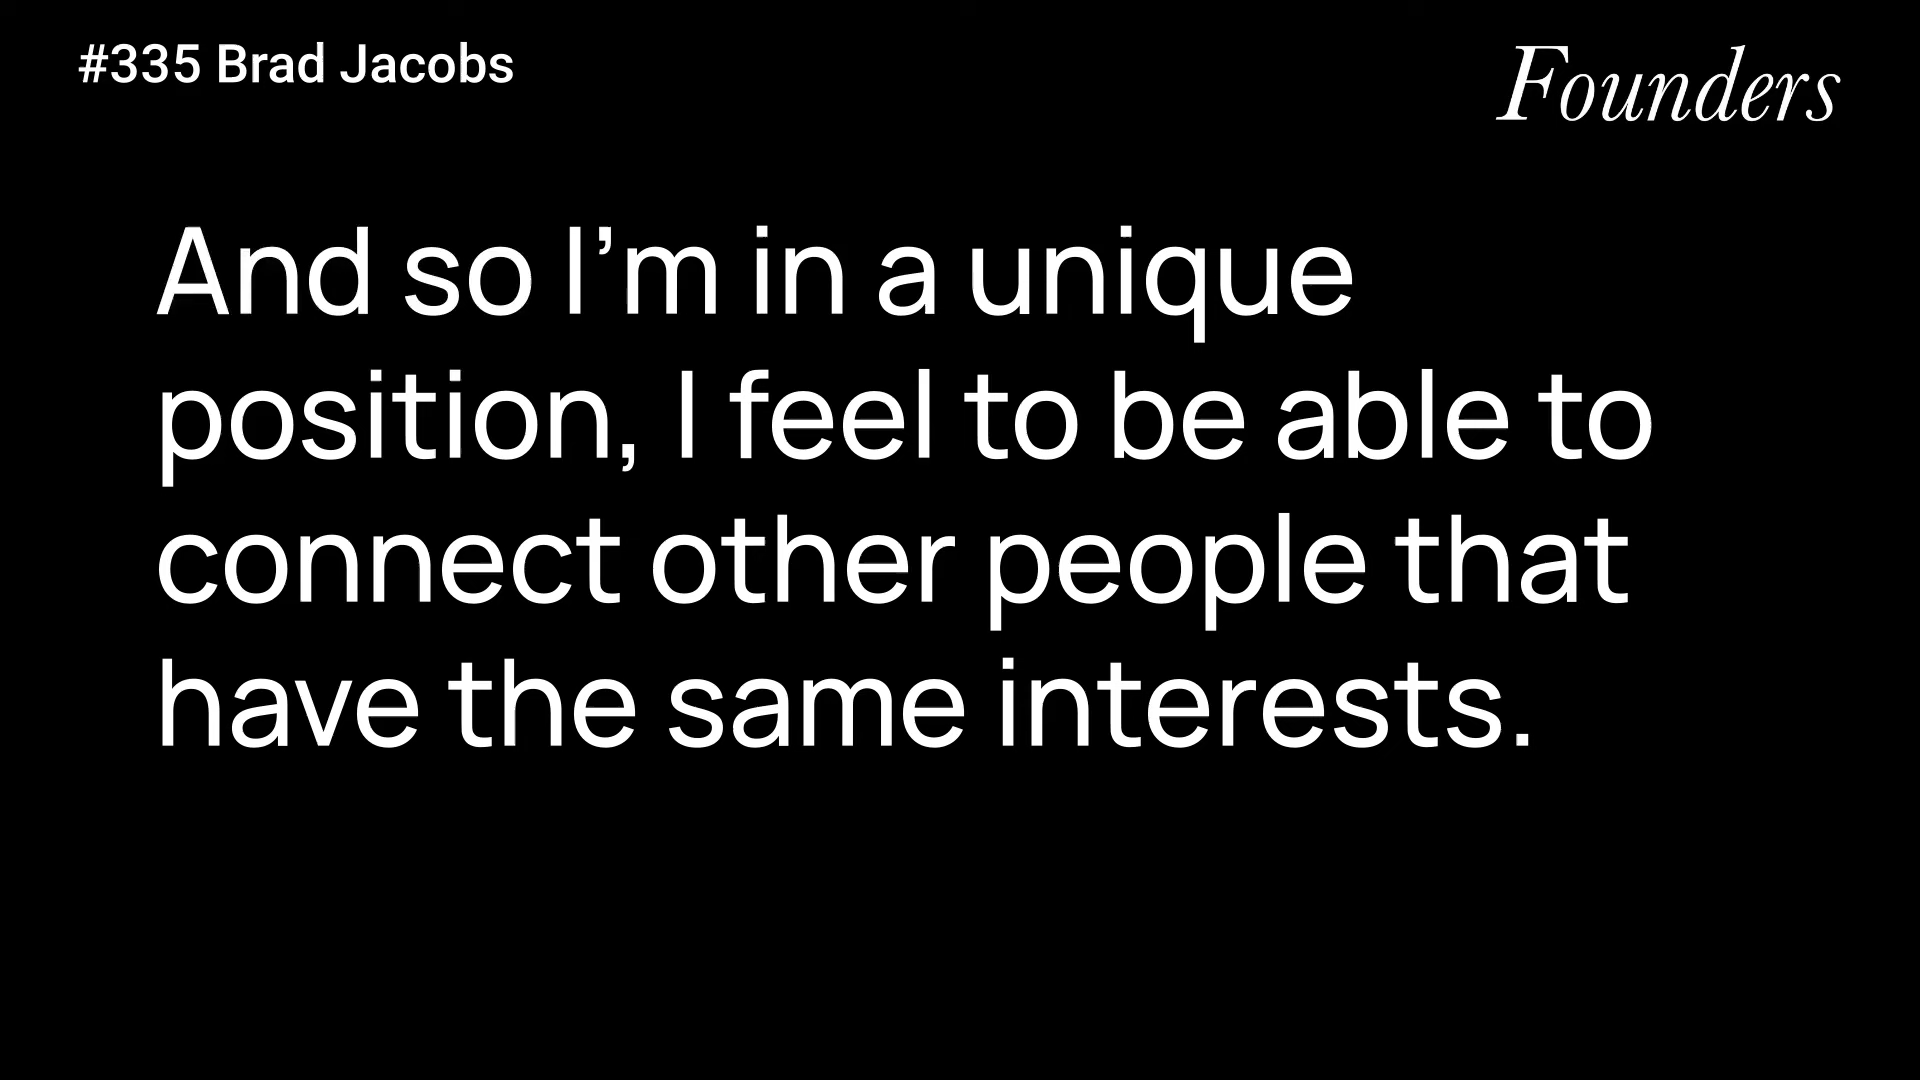 #335 Brad Jacobs
Founders
And so I’m in a unique
position, I feel to be able to
connect other people that
have the same interests.